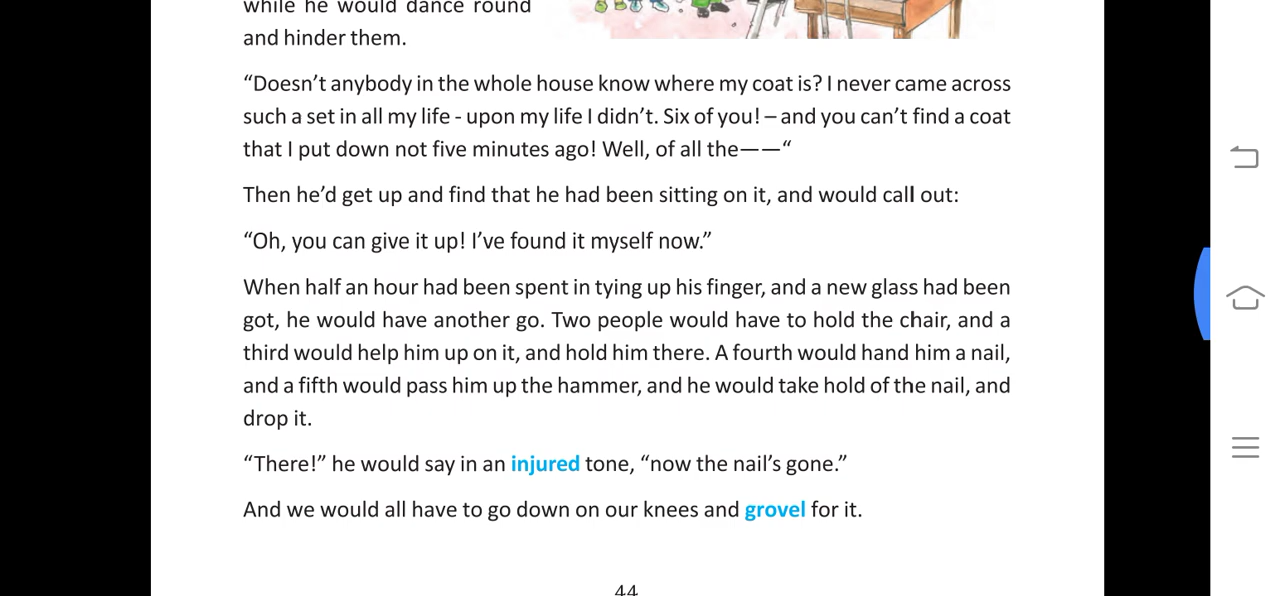 while he would dance round
and hinder them.
“Doesn’t anybody in the whole house know where my coat is? I never came across
such a set in all my life - upon my life I didn’t. Six of you! – and you can’t find a coat
that I put down not five minutes ago! Well, of all the——“
Then he’d get up and find that he had been sitting on it, and would call out:
“Oh, you can give it up! I’ve found it myself now.”
When half an hour had been spent in tying up his finger, and a new glass had been
got, he would have another go. Two people would have to hold the chair, and a
third would help him up on it, and hold him there. A fourth would hand him a nail,
and a fifth would pass him up the hammer, and he would take hold of the nail, and
drop it.
“There!” he would say in an injured tone, “now the nail’s gone.”
And we would all have to go down on our knees and grovel for it.
44